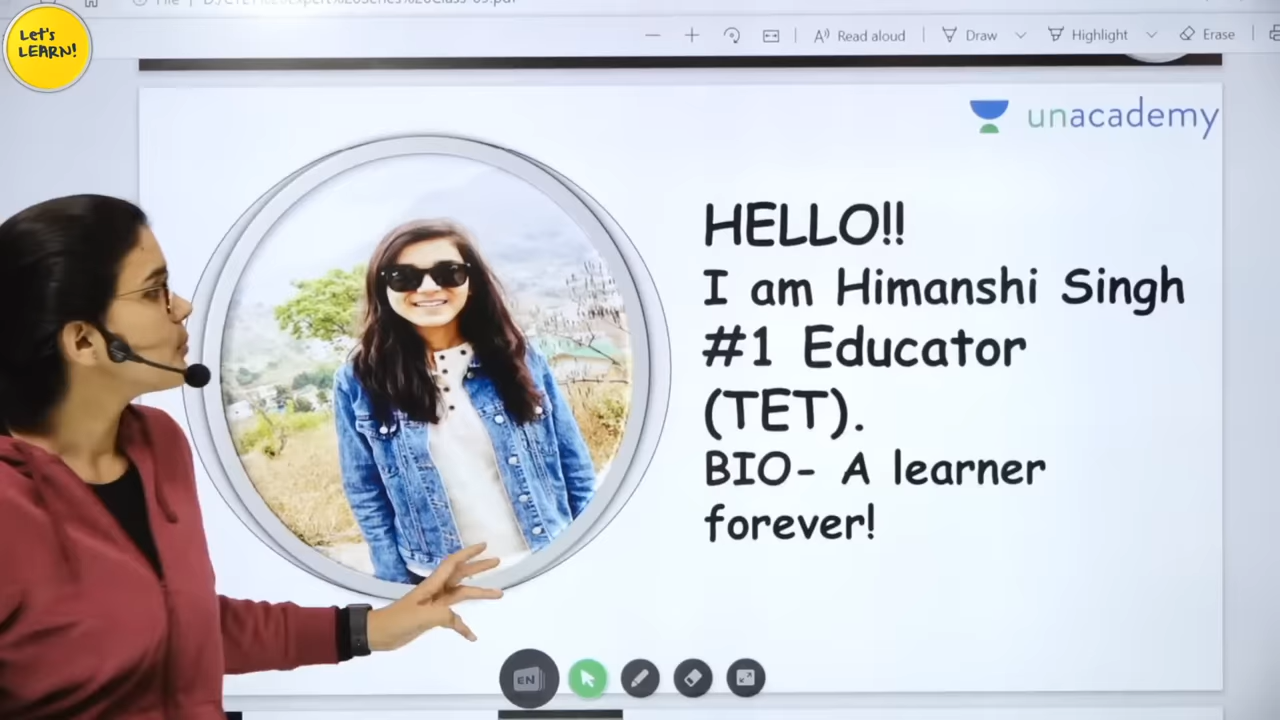 Let's
LEARN!
Read aloud
Draw
Highlight
Erase
unacademy
HELLO!!
I am Himanshi Singh
#1 Educator
(TET).
BIO- A learner
forever!
EN